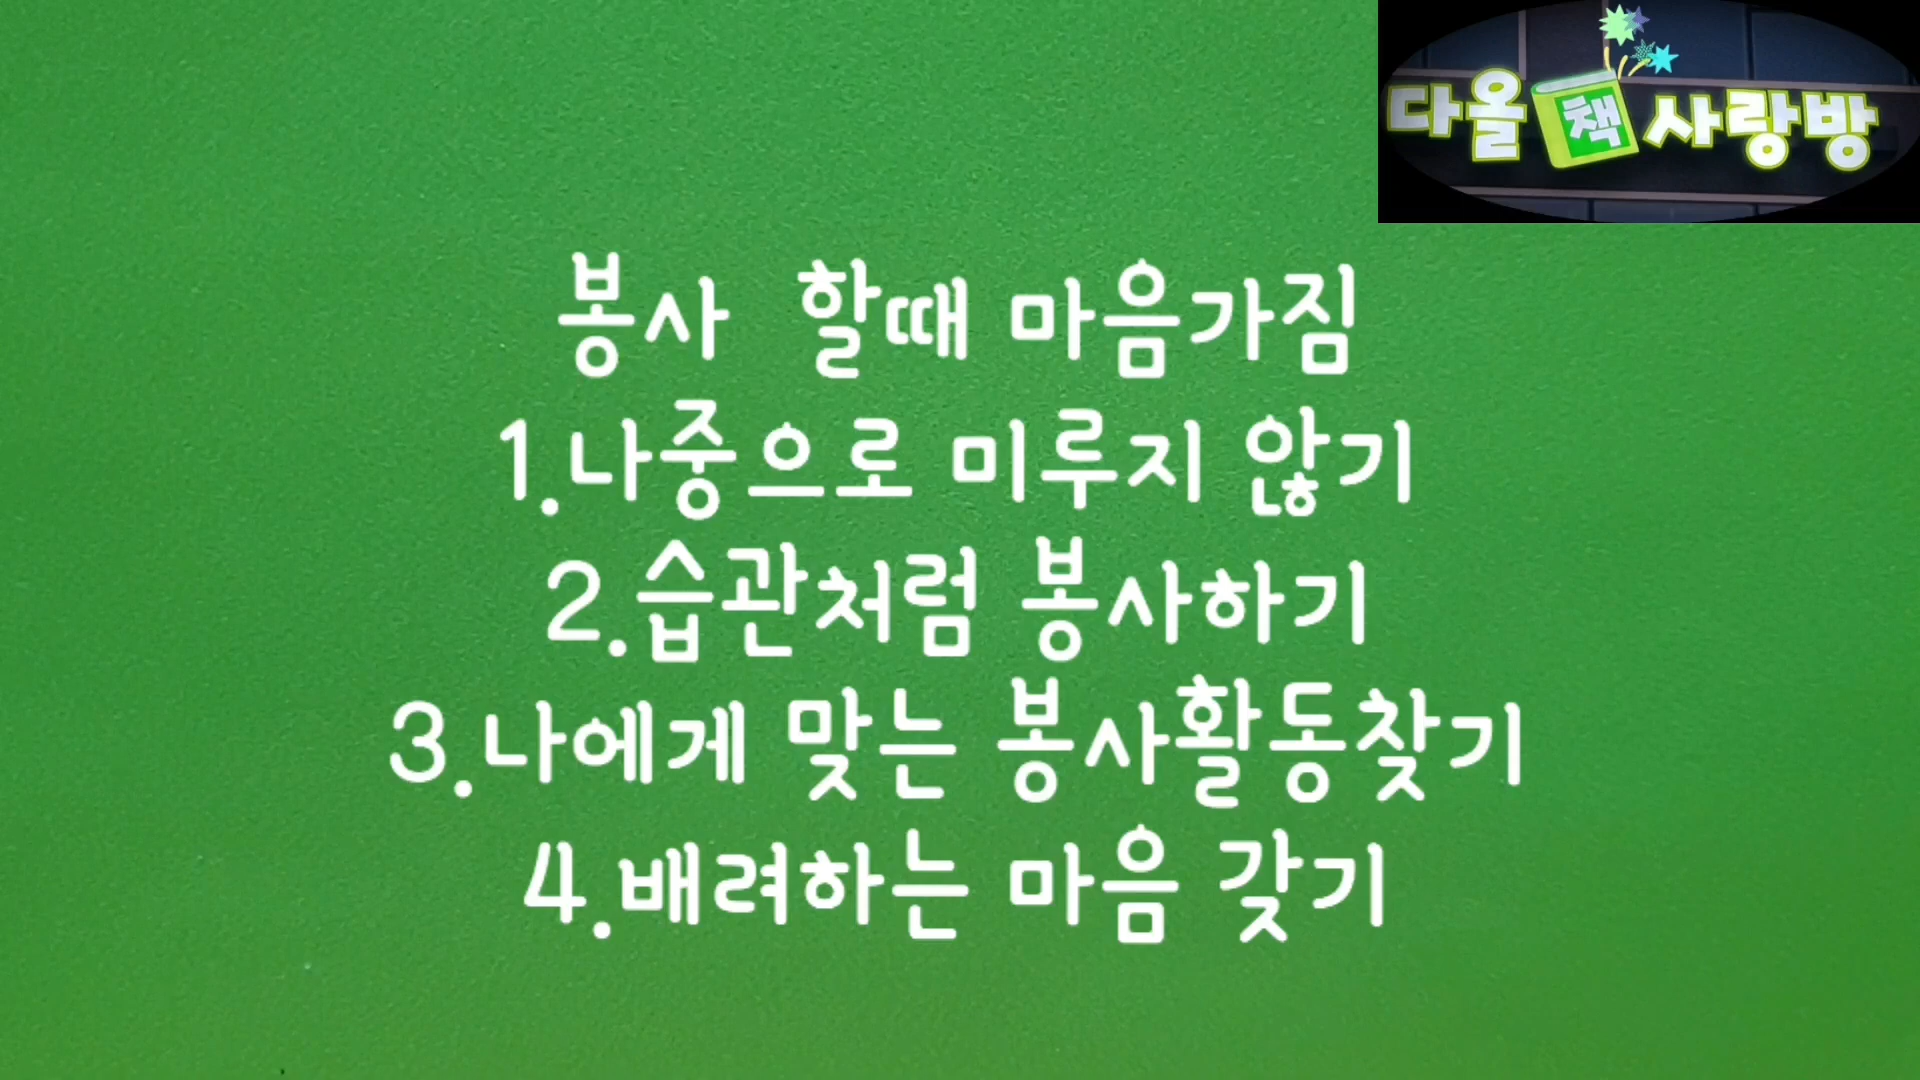 다올 책 사랑방
봉사 할때 마음가짐
1.나중으로 미루지 않기
2.습관처럼 봉사하기
3.나에게 맞는 봉사활동찾기
4.배려하는 마음 갖기